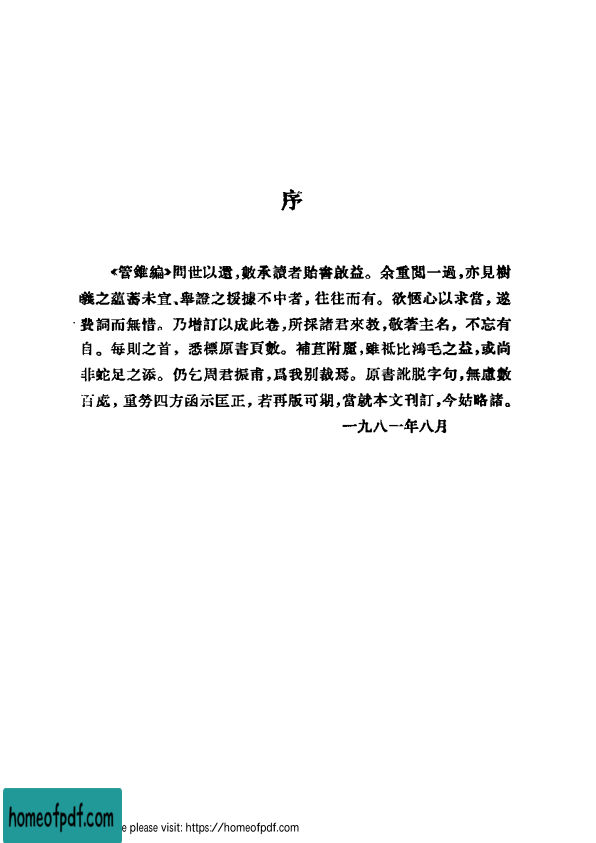 序
《管錐編》問世以還，數承讀者貽書啟益。余重閱一過，亦見樹
義之蘊蓄未宜、舉證之援據不中者，往往而有。欲愜心以求當，遂
費詞而無惜。乃增訂以成此卷，所採諸君來教，敬著主名，不忘有
自。每則之首，悉標原書頁數。補苴附麗，雖祇比鴻毛之益，或尚
非蛇足之添。仍乞周君振甫，爲我别裁焉。原書訛脱字句，無慮數
百處，重勞四方函示匡正，若再版可期，當就本文刊訂，今姑略諸。
一九八一年八月
homeofpdf.com
e please visit: https://homeofpdf.com